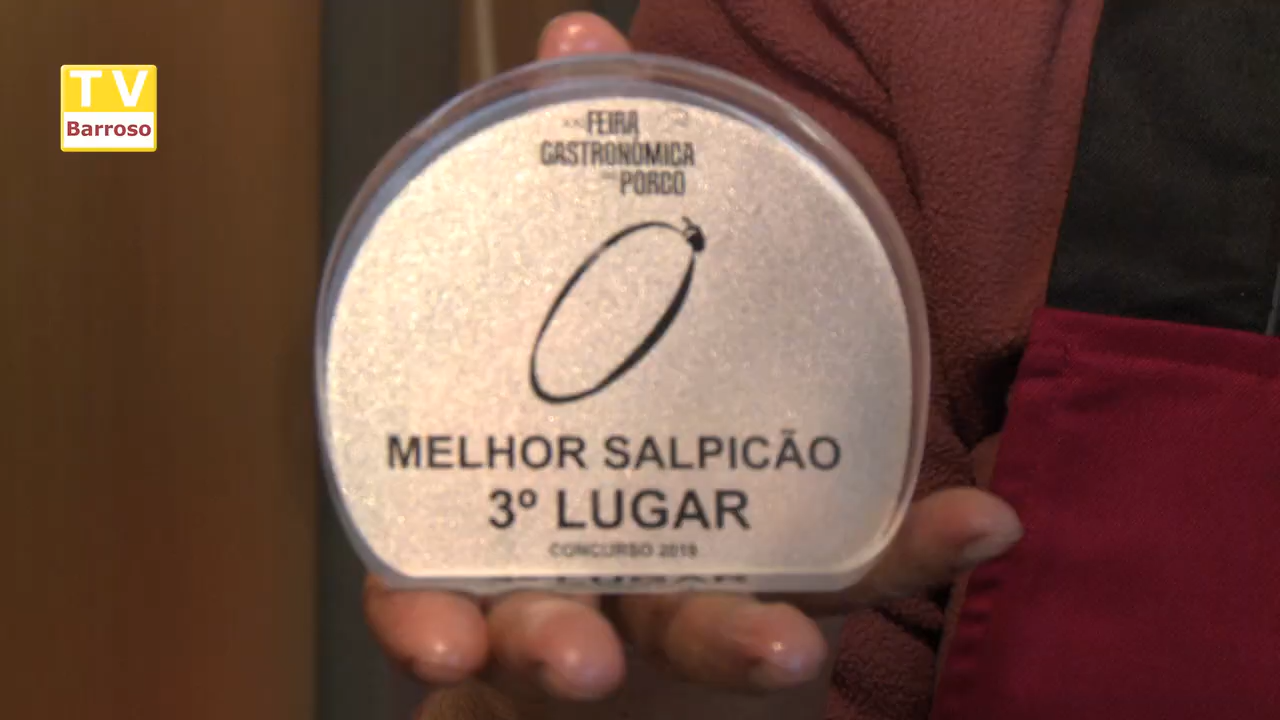 TV
Barroso
FEIRA
GASTRONÓMICA
PORCO
MELHOR SALPICÃO
3º LUGAR
CONCURSO 2019